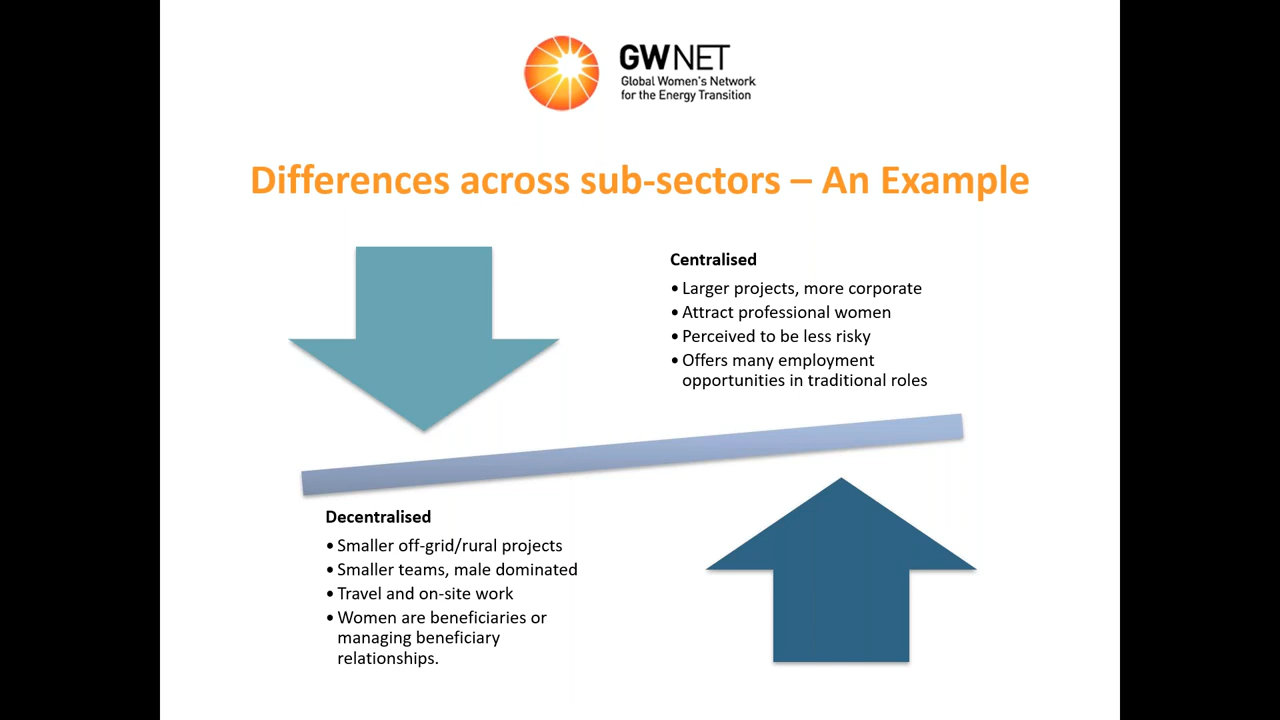 GWNET
Global Women's Network
for the Energy Transition
Differences across sub-sectors – An Example
Centralised
• Larger projects, more corporate
• Attract professional women
• Perceived to be less risky
• Offers many employment
opportunities in traditional roles
Decentralised
• Smaller off-grid/rural projects
• Smaller teams, male dominated
• Travel and on-site work
• Women are beneficiaries or
managing beneficiary
relationships.